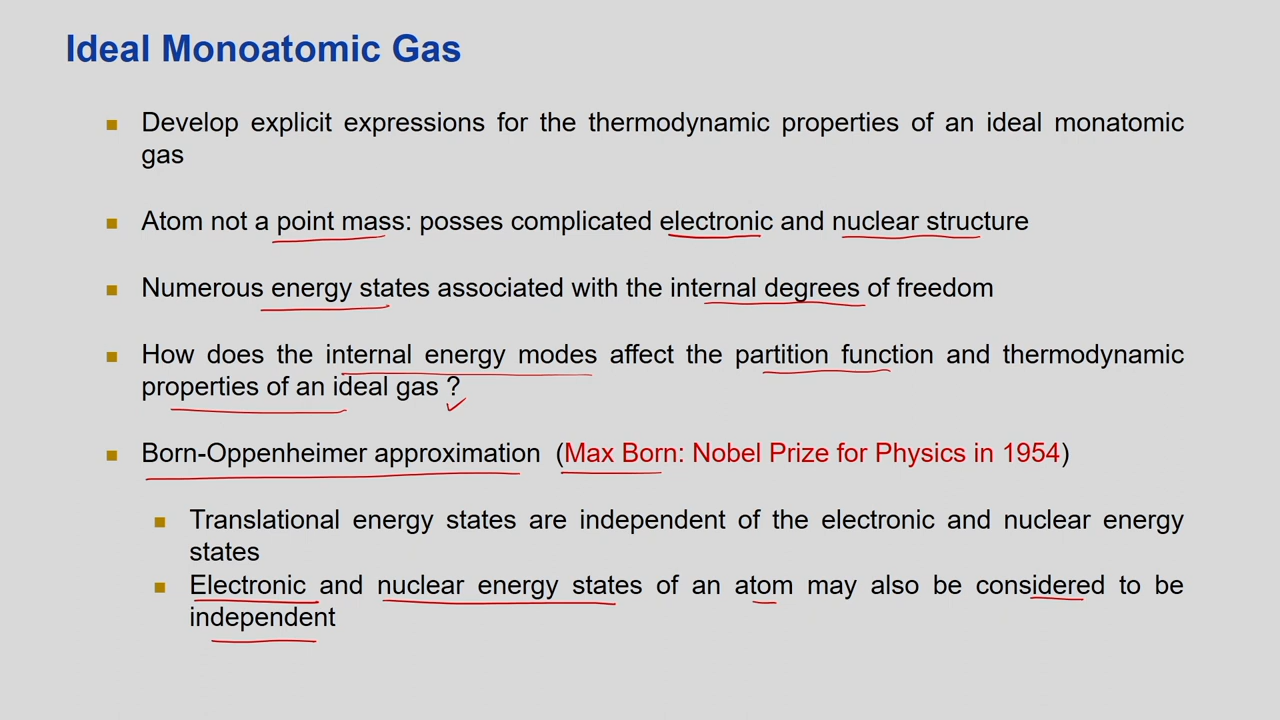 Ideal Monoatomic Gas
Develop explicit expressions for the thermodynamic properties of an ideal monatomic
gas
Atom not a point mass: posses complicated electronic and nuclear structure
Numerous energy states associated with the internal degrees of freedom
How does the internal energy modes affect the partition function and thermodynamic
properties of an ideal gas ?
Born-Oppenheimer approximation (Max Born: Nobel Prize for Physics in 1954)
Translational energy states are independent of the electronic and nuclear energy
states
Electronic and nuclear energy states of an atom may also be considered to be
independent